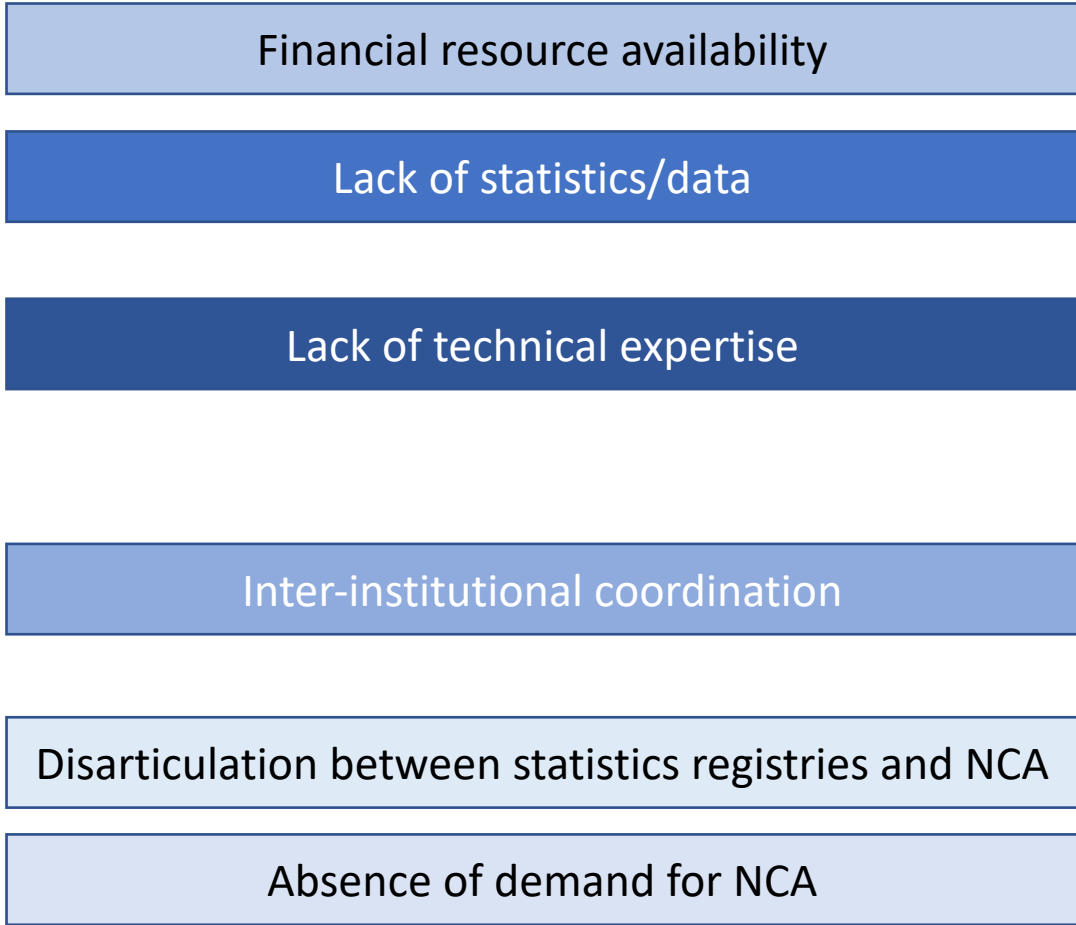 Financial resource availability
Lack of statistics/data
Lack of technical expertise
Inter-institutional coordination
Disarticulation between statistics registries and NCA
Absence of demand for NCA